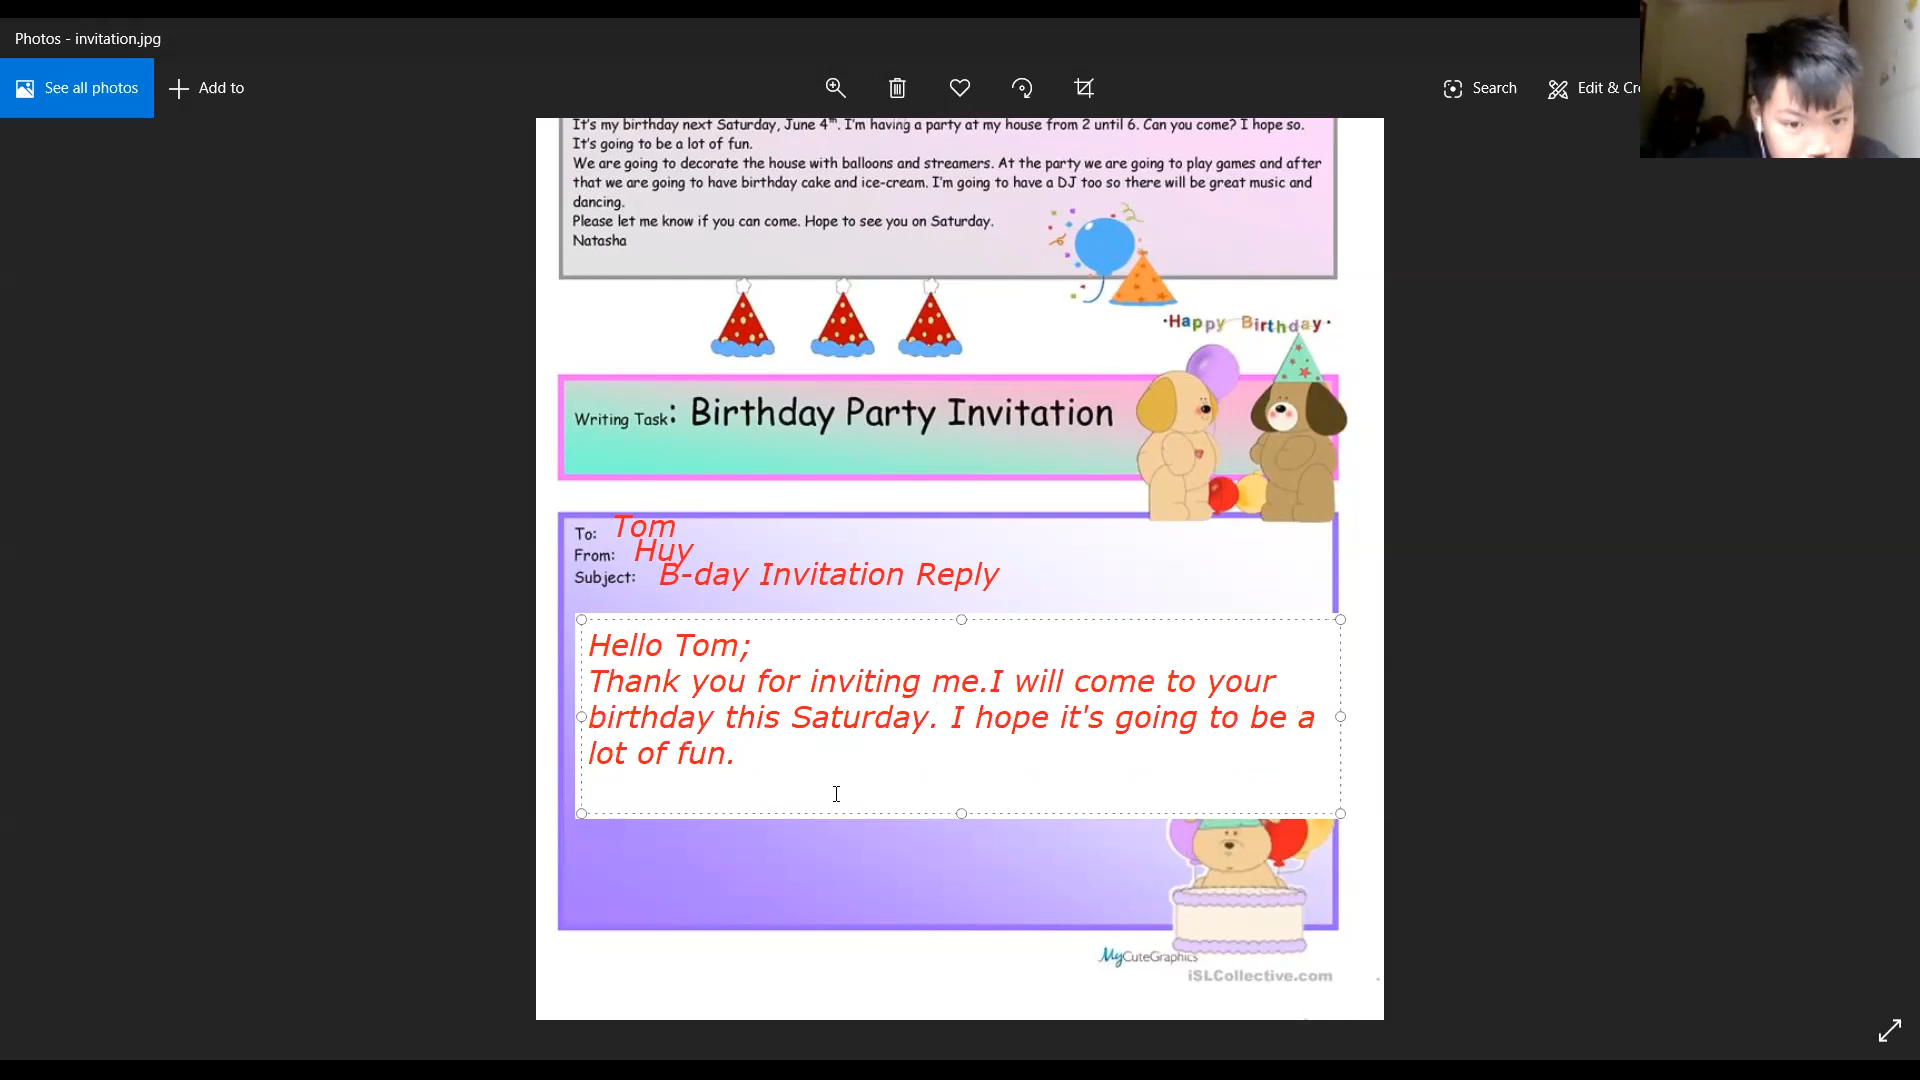 Photos - invitation.jpg
See all photos
Add to
Search
Edit & Cr
It's my birthday next Saturday, June 4th. I'm having a party at my house from 2 until 6. Can you come? I hope so.
It's going to be a lot of fun.
We are going to decorate the house with balloons and streamers. At the party we are going to play games and after
that we are going to have birthday cake and ice-cream. I'm going to have a DJ too so there will be great music and
dancing.
Please let me know if you can come. Hope to see you on Saturday.
Natasha
·Happy Birthday·
Writing Task: Birthday Party Invitation
To: Tom
From: Huy
Subject: B-day Invitation Reply
Hello Tom;
Thank you for inviting me.I will come to your
birthday this Saturday. I hope it's going to be a
lot of fun.
MyCuteGraphics
iSLCollective.com